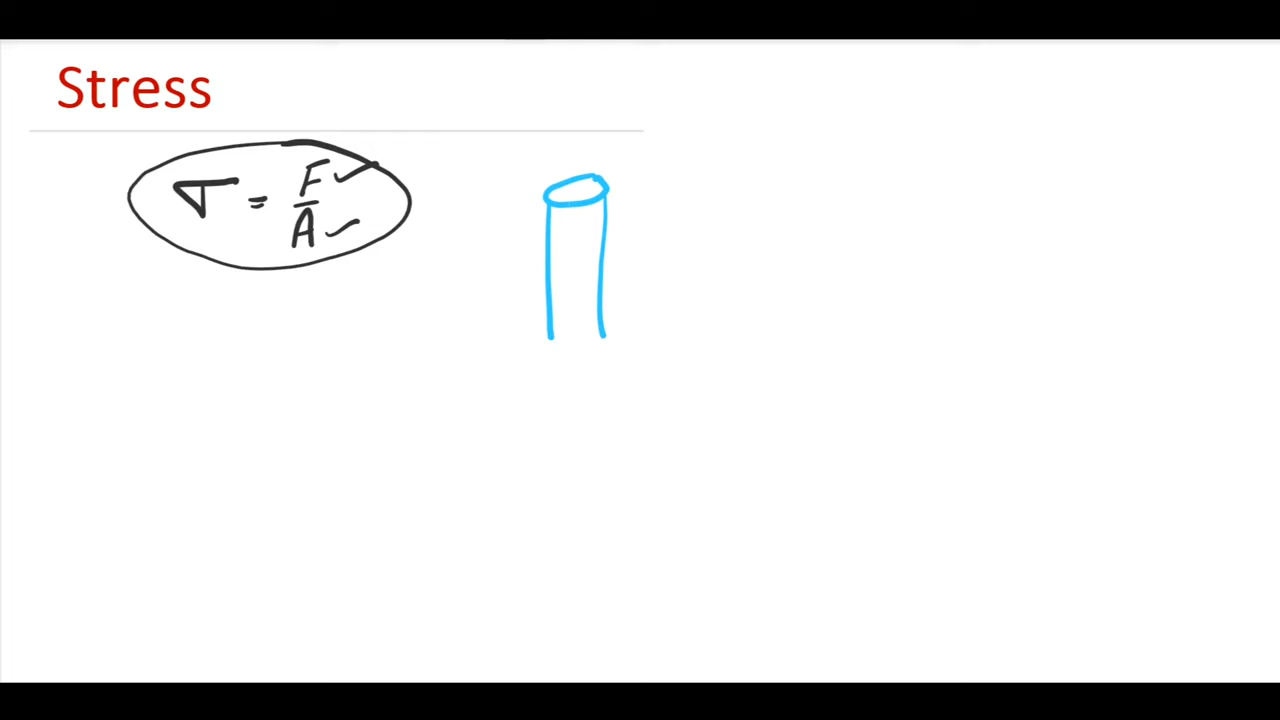 Stress
σ = F/A